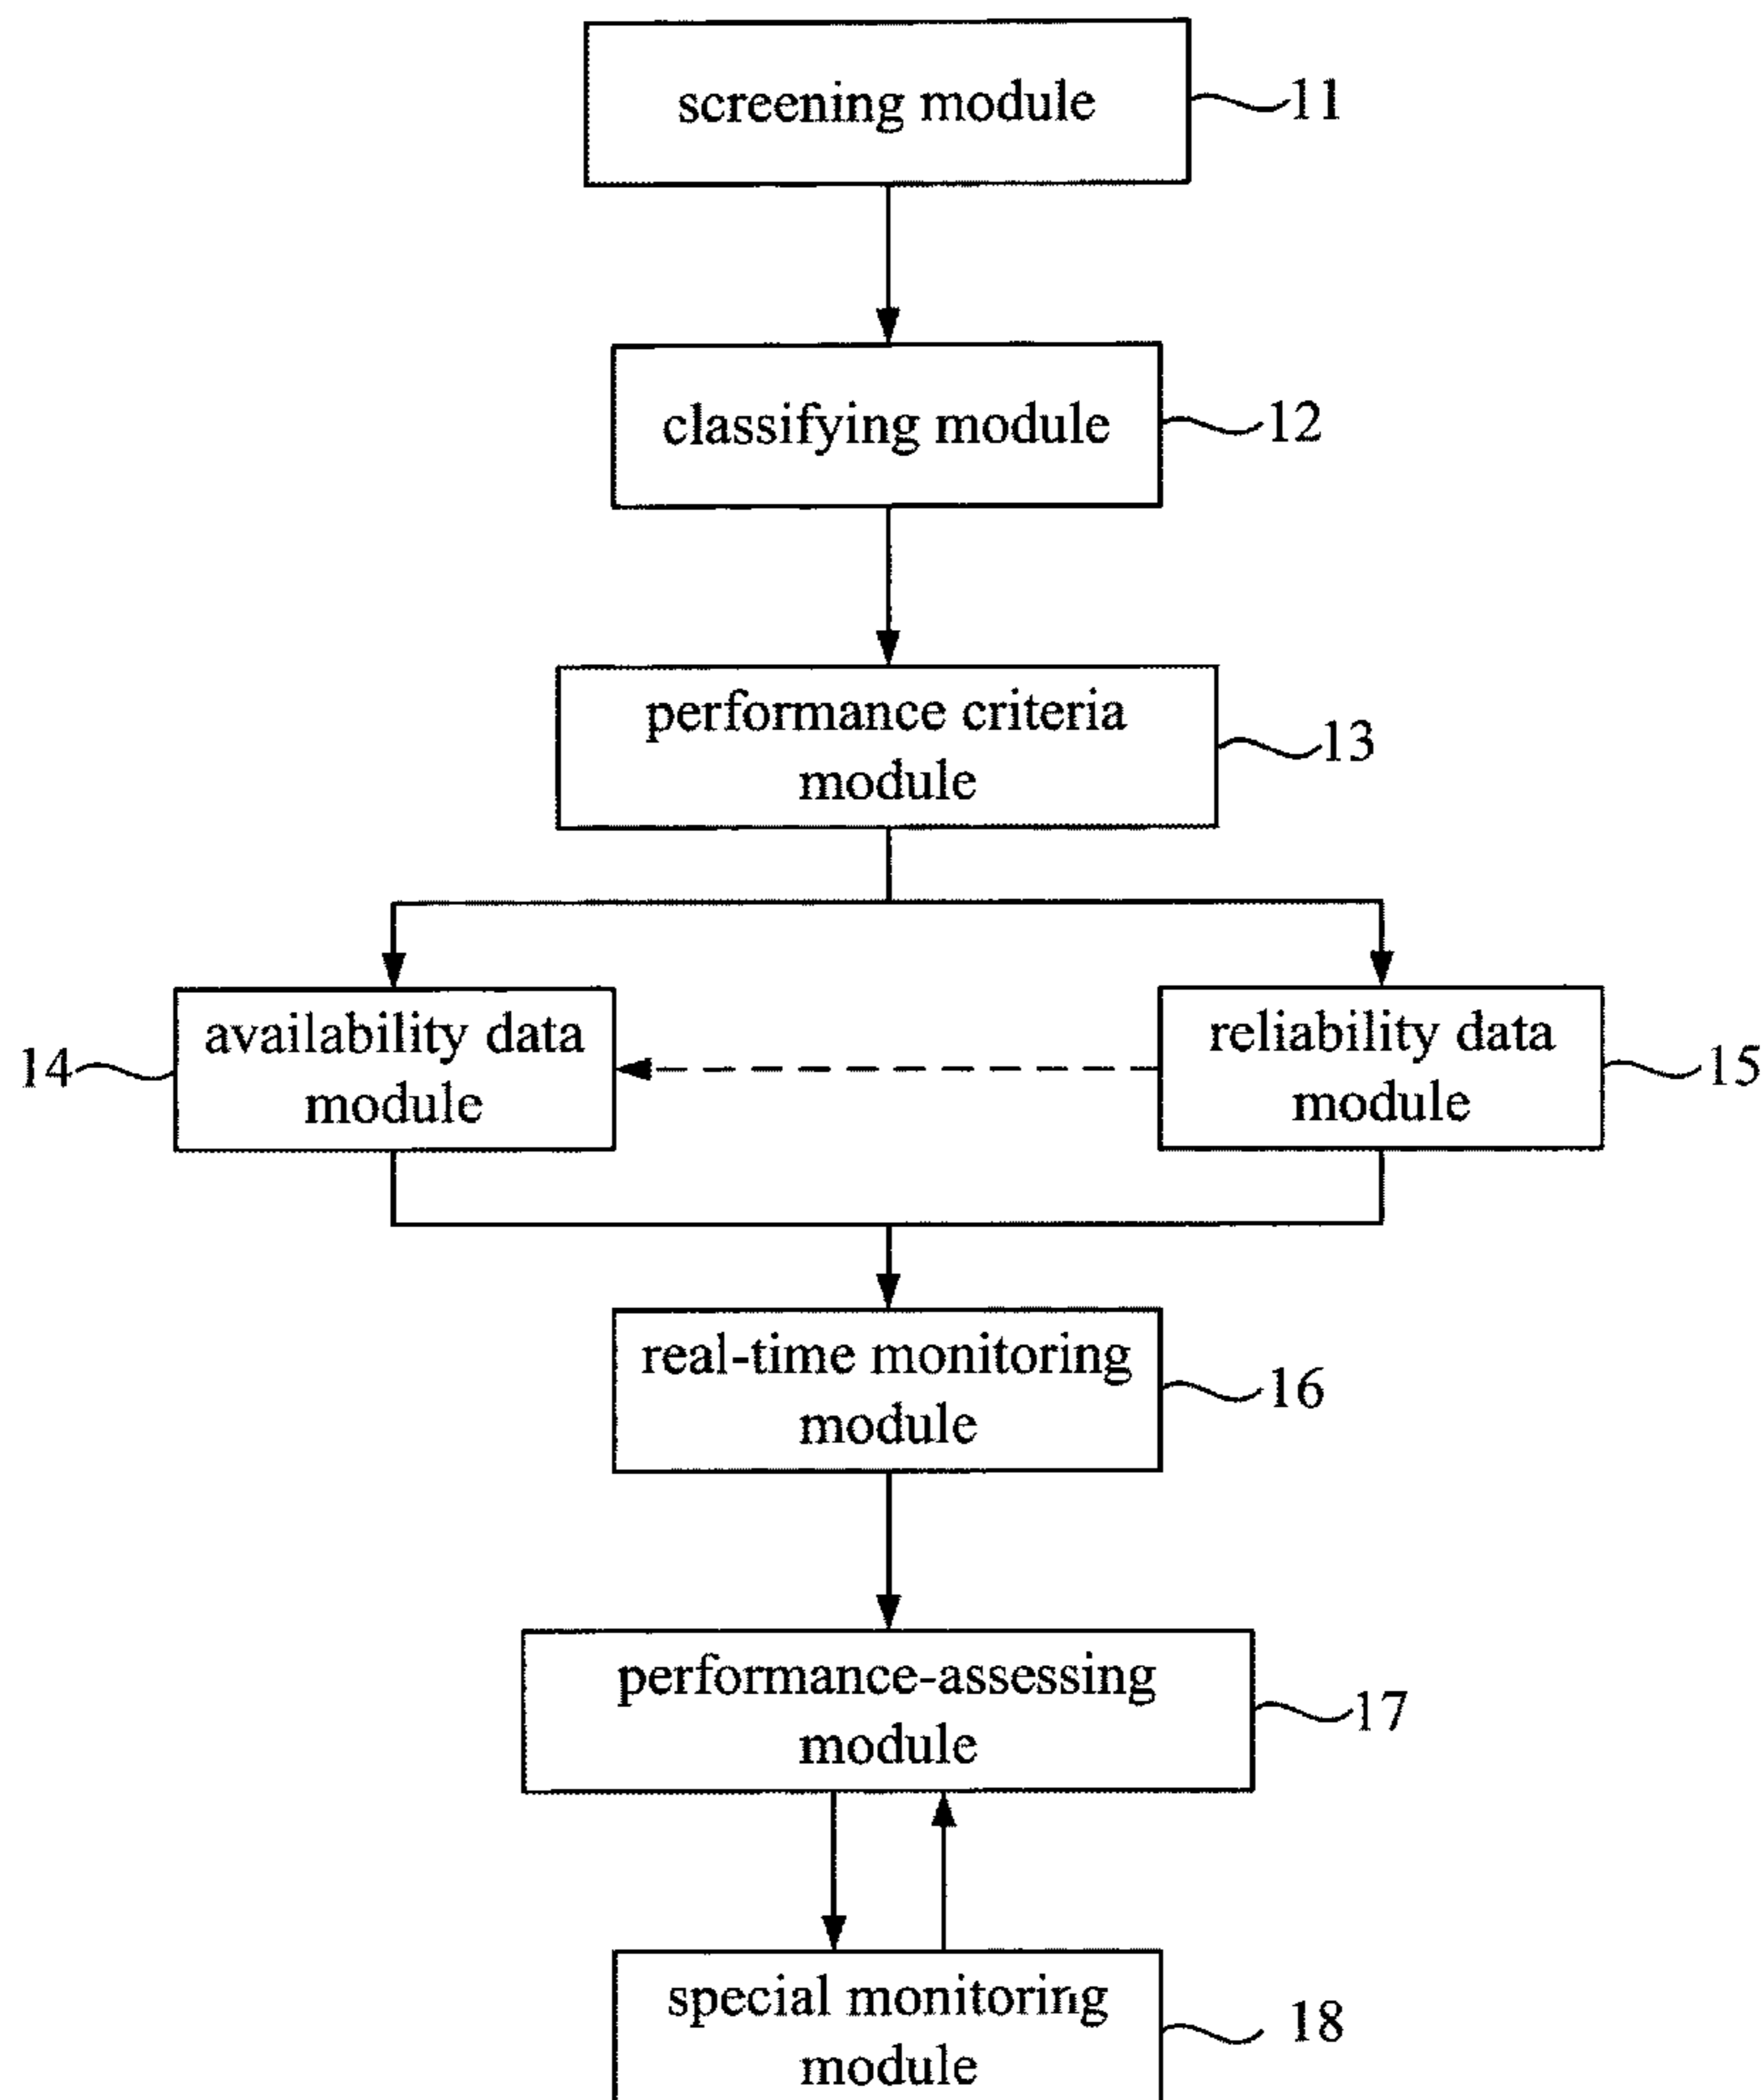 screening module
11
classifying module
12
performance criteria
module
13
availability data
module
14
reliability data
module
15
real-time monitoring
module
16
performance-assessing
module
17
special monitoring
module
18